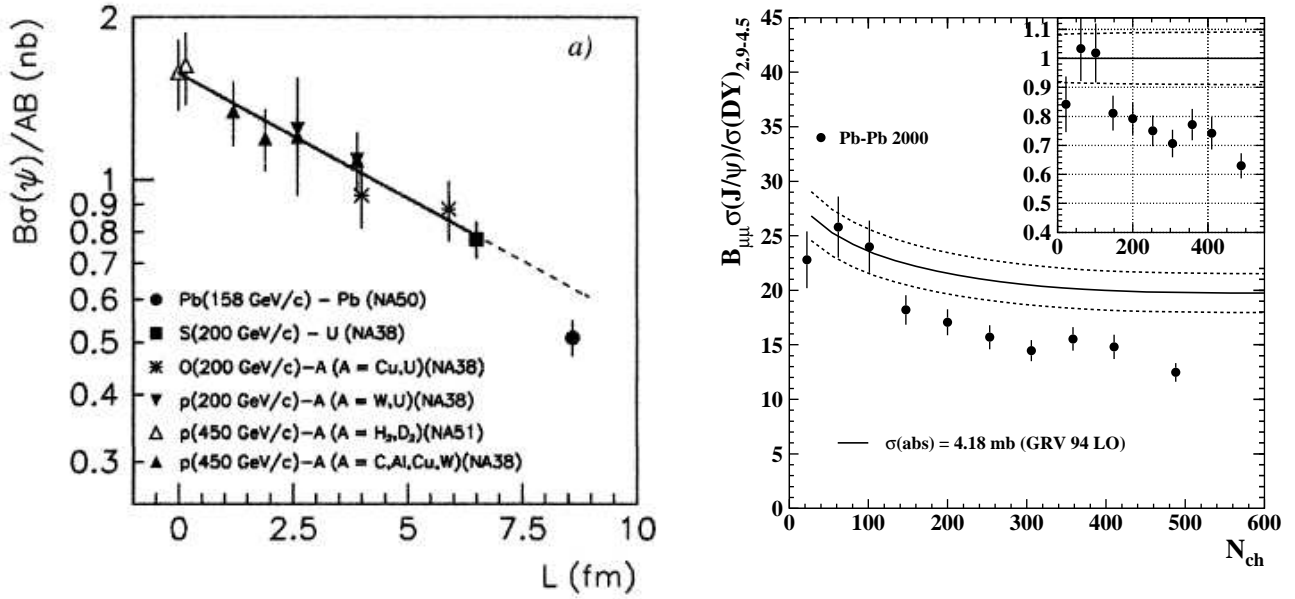 2
1
0.9
0.8
0.7
0.6
0.5
0.4
0.3
Bσ(ψ)/AB (nb)
a)
Pb(158 GeV/c) – Pb (NA50)
S(200 GeV/c) – U (NA38)
O(200 GeV/c)–A (A = Cu,U)(NA38)
p(200 GeV/c)–A (A = W,U)(NA38)
p(450 GeV/c)–A (A = H₂,D₂)(NA51)
p(450 GeV/c)–A (A = C,Al,Cu,W)(NA38)
0 2.5 5 7.5 10
L (fm)
45
40
35
30
25
20
15
10
5
0
B_μμσ(J/ψ)/σ(DY)_2.9-4.5
Pb-Pb 2000
1.1
1
0.9
0.8
0.7
0.6
0.5
0.4
0 200 400
σ(abs) = 4.18 mb (GRV 94 LO)
0 100 200 300 400 500 600
N_ch